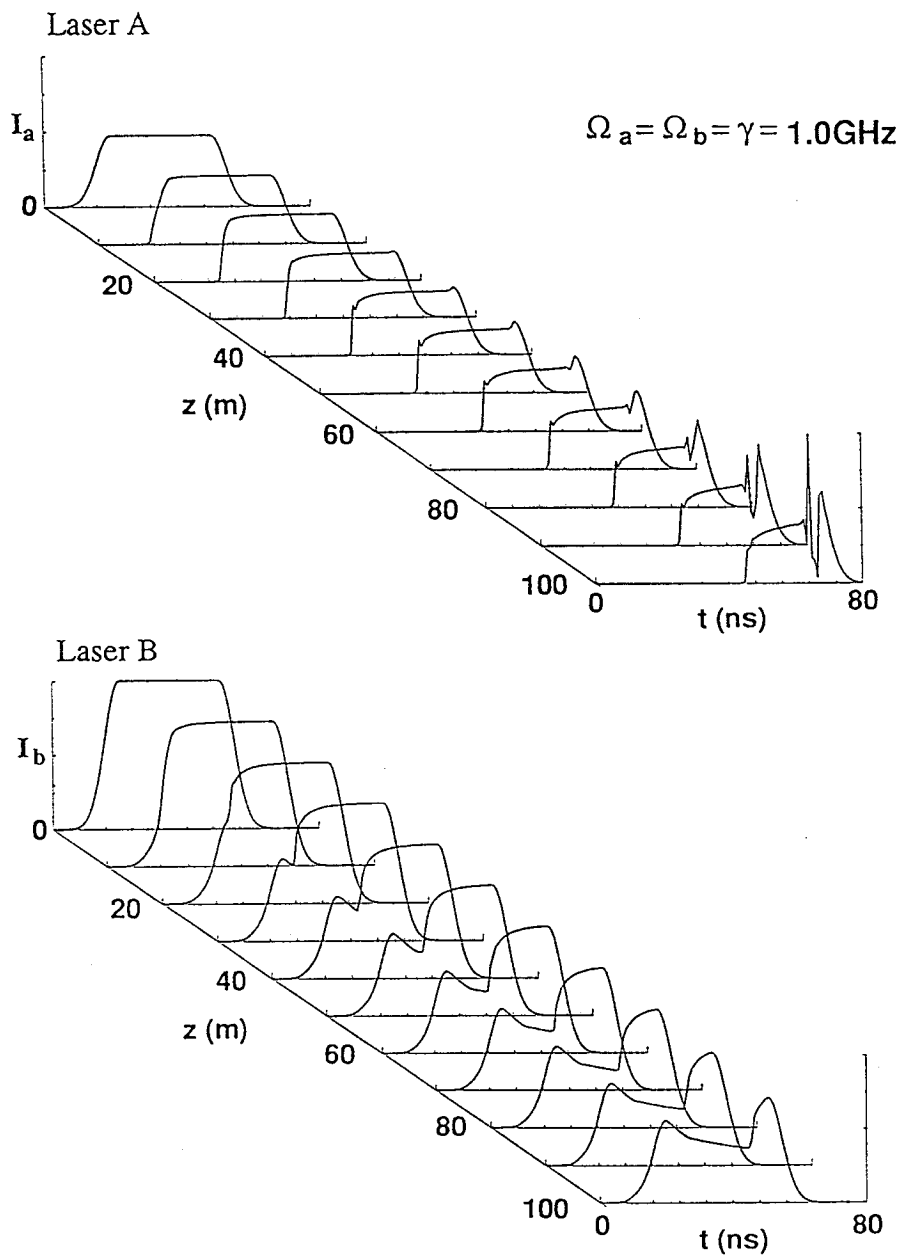 Laser A
I_a
Ω_a = Ω_b = γ = 1.0GHz
0
20
40
z (m)
60
80
100
0
80
t (ns)
Laser B
I_b
0
20
40
z (m)
60
80
100
0
80
t (ns)